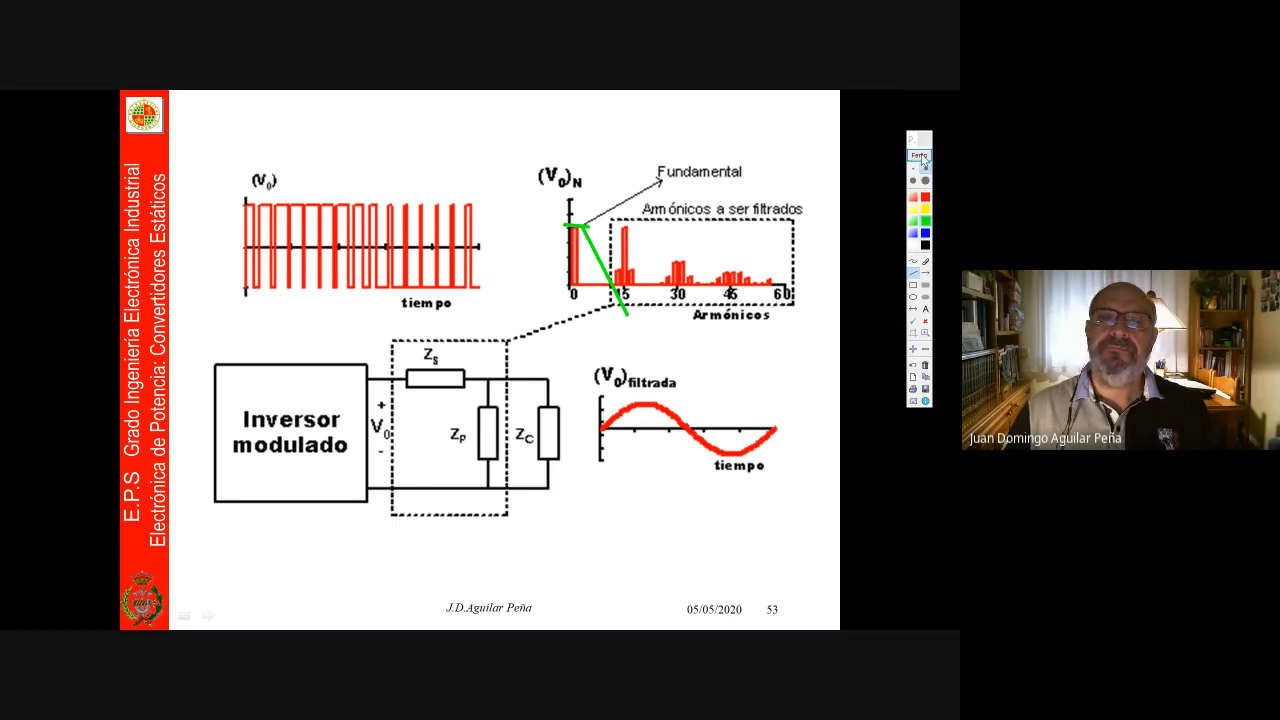 E.P.S Grado Ingeniería Electrónica Industrial
Electrónica de Potencia: Convertidores Estáticos
(V0)
tiempo
(V0)N
Fundamental
Armónicos a ser filtrados
0 15 30 45 60
Armónicos
Inversor
modulado
+
V0
-
ZS
ZP
ZC
(V0)filtrada
tiempo
J.D.Aguilar Peña
05/05/2020 53
Juan Domingo Aguilar Peña
A